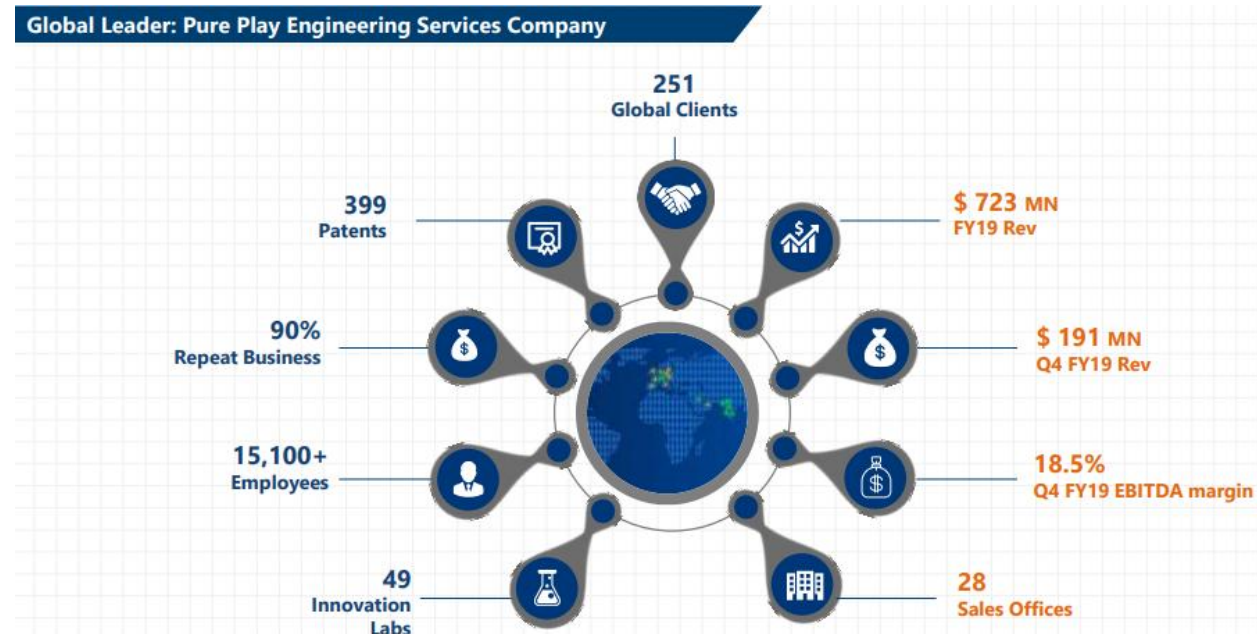 Global Leader: Pure Play Engineering Services Company
251
Global Clients
399
Patents
$ 723 MN
FY19 Rev
90%
Repeat Business
$ 191 MN
Q4 FY19 Rev
15,100+
Employees
18.5%
Q4 FY19 EBITDA margin
49
Innovation
Labs
28
Sales Offices